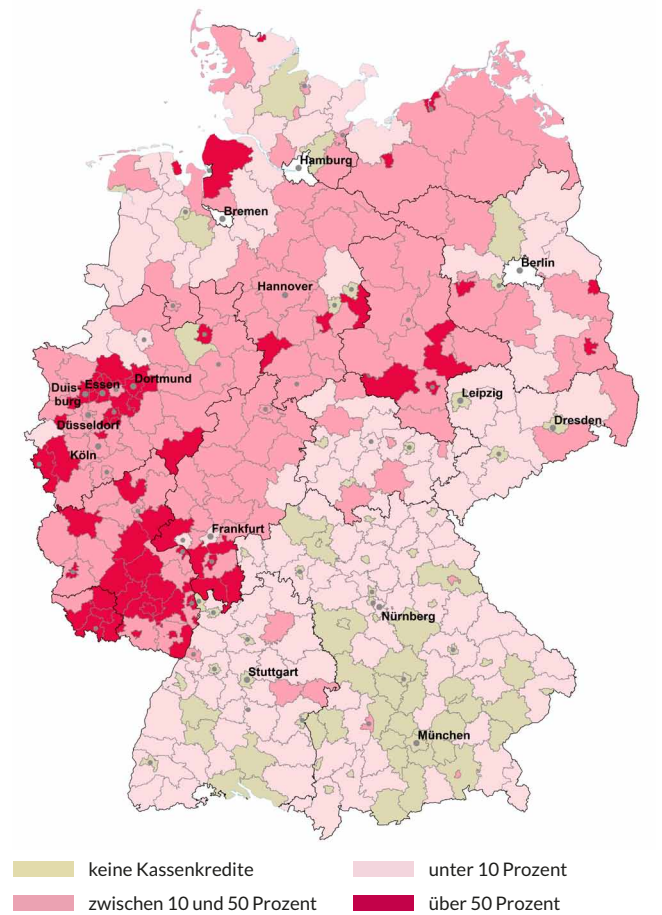 Hamburg
Bremen
Berlin
Hannover
Duis-
burg
Essen
Dortmund
Düsseldorf
Köln
Leipzig
Dresden
Frankfurt
Nürnberg
Stuttgart
München
keine Kassenkredite
unter 10 Prozent
zwischen 10 und 50 Prozent
über 50 Prozent